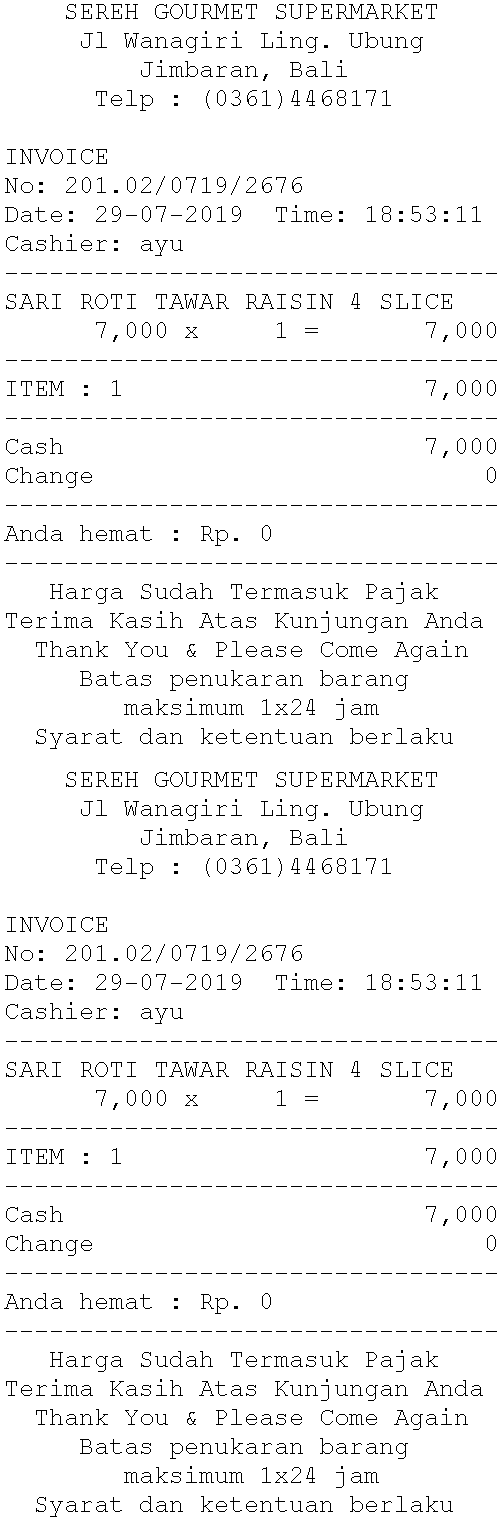 SEREH GOURMET SUPERMARKET
Jl Wanagiri Ling. Ubung
Jimbaran, Bali
Telp : (0361)4468171
INVOICE
No: 201.02/0719/2676
Date: 29-07-2019 Time: 18:53:11
Cashier: ayu
---------------------------------
SARI ROTI TAWAR RAISIN 4 SLICE
7,000 x 1 = 7,000
---------------------------------
ITEM : 1 7,000
---------------------------------
Cash 7,000
Change 0
---------------------------------
Anda hemat : Rp. 0
---------------------------------
Harga Sudah Termasuk Pajak
Terima Kasih Atas Kunjungan Anda
Thank You & Please Come Again
Batas penukaran barang
maksimum 1x24 jam
Syarat dan ketentuan berlaku
SEREH GOURMET SUPERMARKET
Jl Wanagiri Ling. Ubung
Jimbaran, Bali
Telp : (0361)4468171
INVOICE
No: 201.02/0719/2676
Date: 29-07-2019 Time: 18:53:11
Cashier: ayu
---------------------------------
SARI ROTI TAWAR RAISIN 4 SLICE
7,000 x 1 = 7,000
---------------------------------
ITEM : 1 7,000
---------------------------------
Cash 7,000
Change 0
---------------------------------
Anda hemat : Rp. 0
---------------------------------
Harga Sudah Termasuk Pajak
Terima Kasih Atas Kunjungan Anda
Thank You & Please Come Again
Batas penukaran barang
maksimum 1x24 jam
Syarat dan ketentuan berlaku